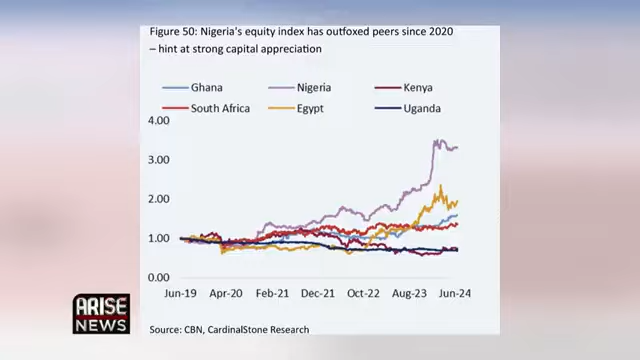 Figure 50: Nigeria's equity index has outfoxed peers since 2020
– hint at strong capital appreciation
Ghana Nigeria Kenya
South Africa Egypt Uganda
4.00
3.00
2.00
1.00
0.00
Jun-19 Apr-20 Feb-21 Dec-21 Oct-22 Aug-23 Jun-24
Source: CBN, CardinalStone Research
ARISE
NEWS